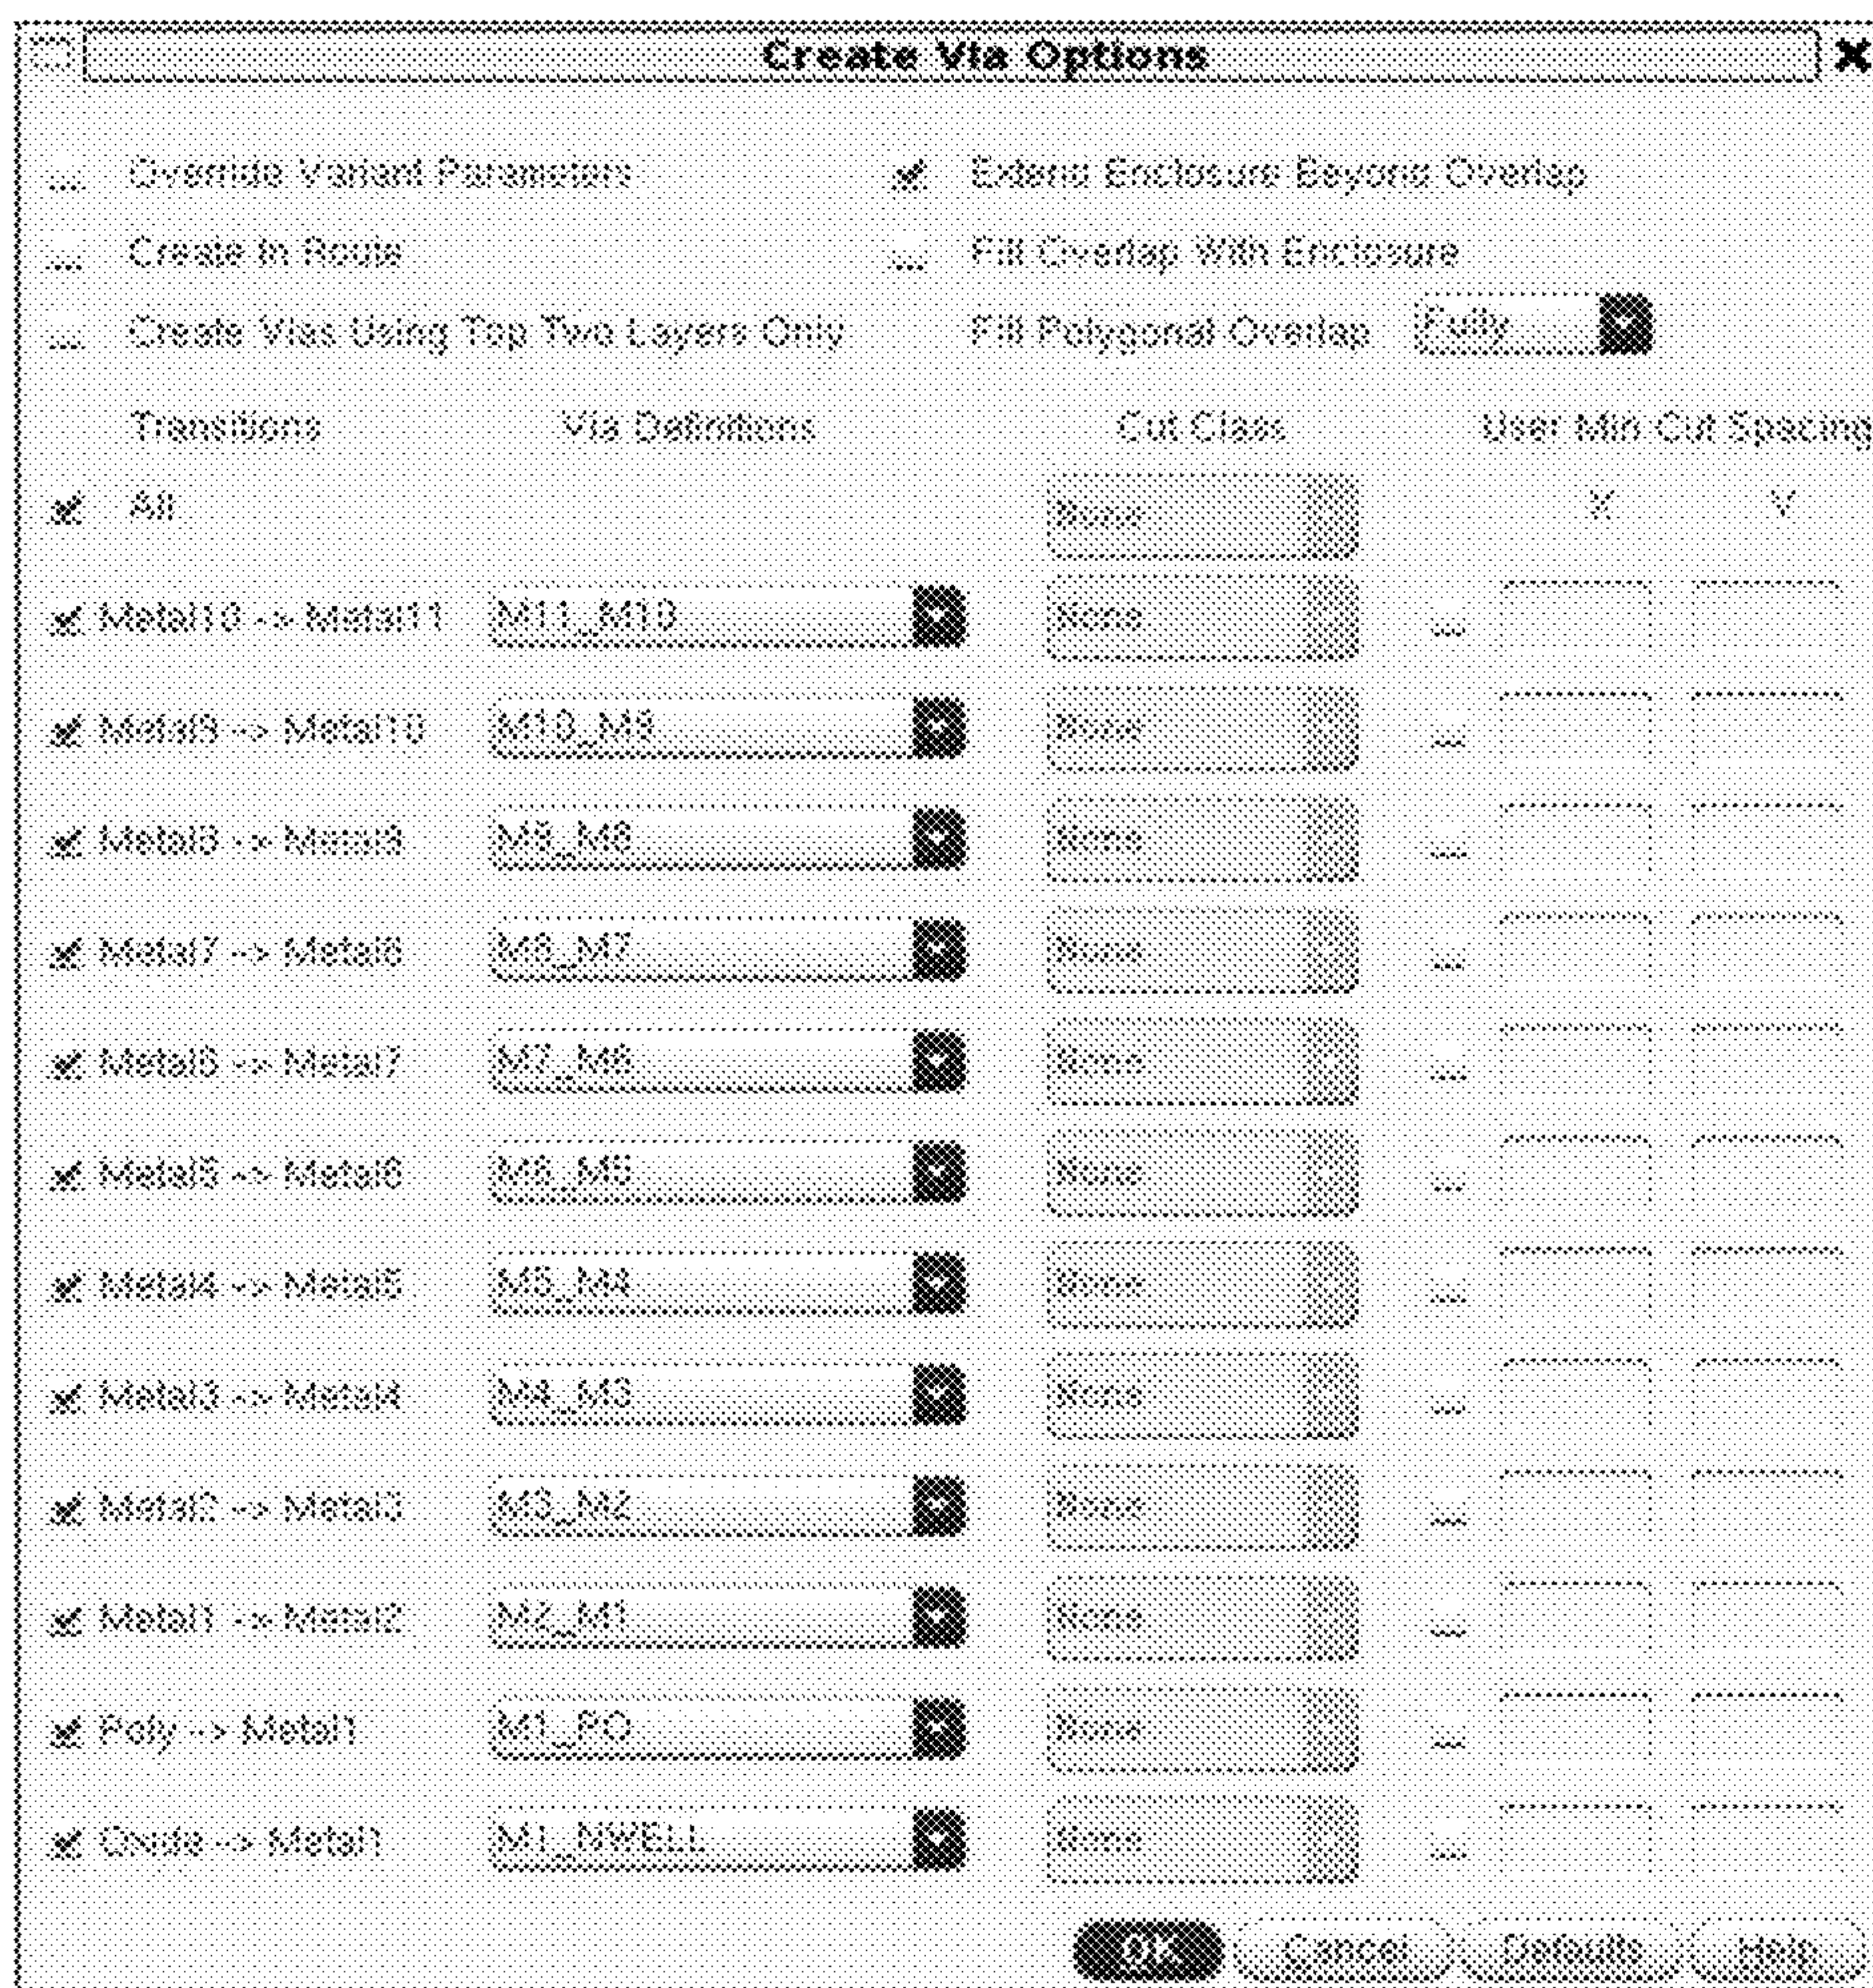 Create Via Options
Override Variant Parameters
Extend Enclosure Beyond Overlap
Create In Route
Fill Overlap With Enclosure
Create Vias Using Top Two Layers Only
Fill Polygonal Overlap Fully
Transitions Via Definitions Cut Class User Min Cut Spacing
All None X Y
Metal10 -> Metal11 M11_M10 None
Metal9 -> Metal10 M10_M9 None
Metal8 -> Metal9 M9_M8 None
Metal7 -> Metal8 M8_M7 None
Metal6 -> Metal7 M7_M6 None
Metal5 -> Metal6 M6_M5 None
Metal4 -> Metal5 M5_M4 None
Metal3 -> Metal4 M4_M3 None
Metal2 -> Metal3 M3_M2 None
Metal1 -> Metal2 M2_M1 None
Poly -> Metal1 M1_PO None
Oxide -> Metal1 M1_NWELL None
OK Cancel Defaults Help